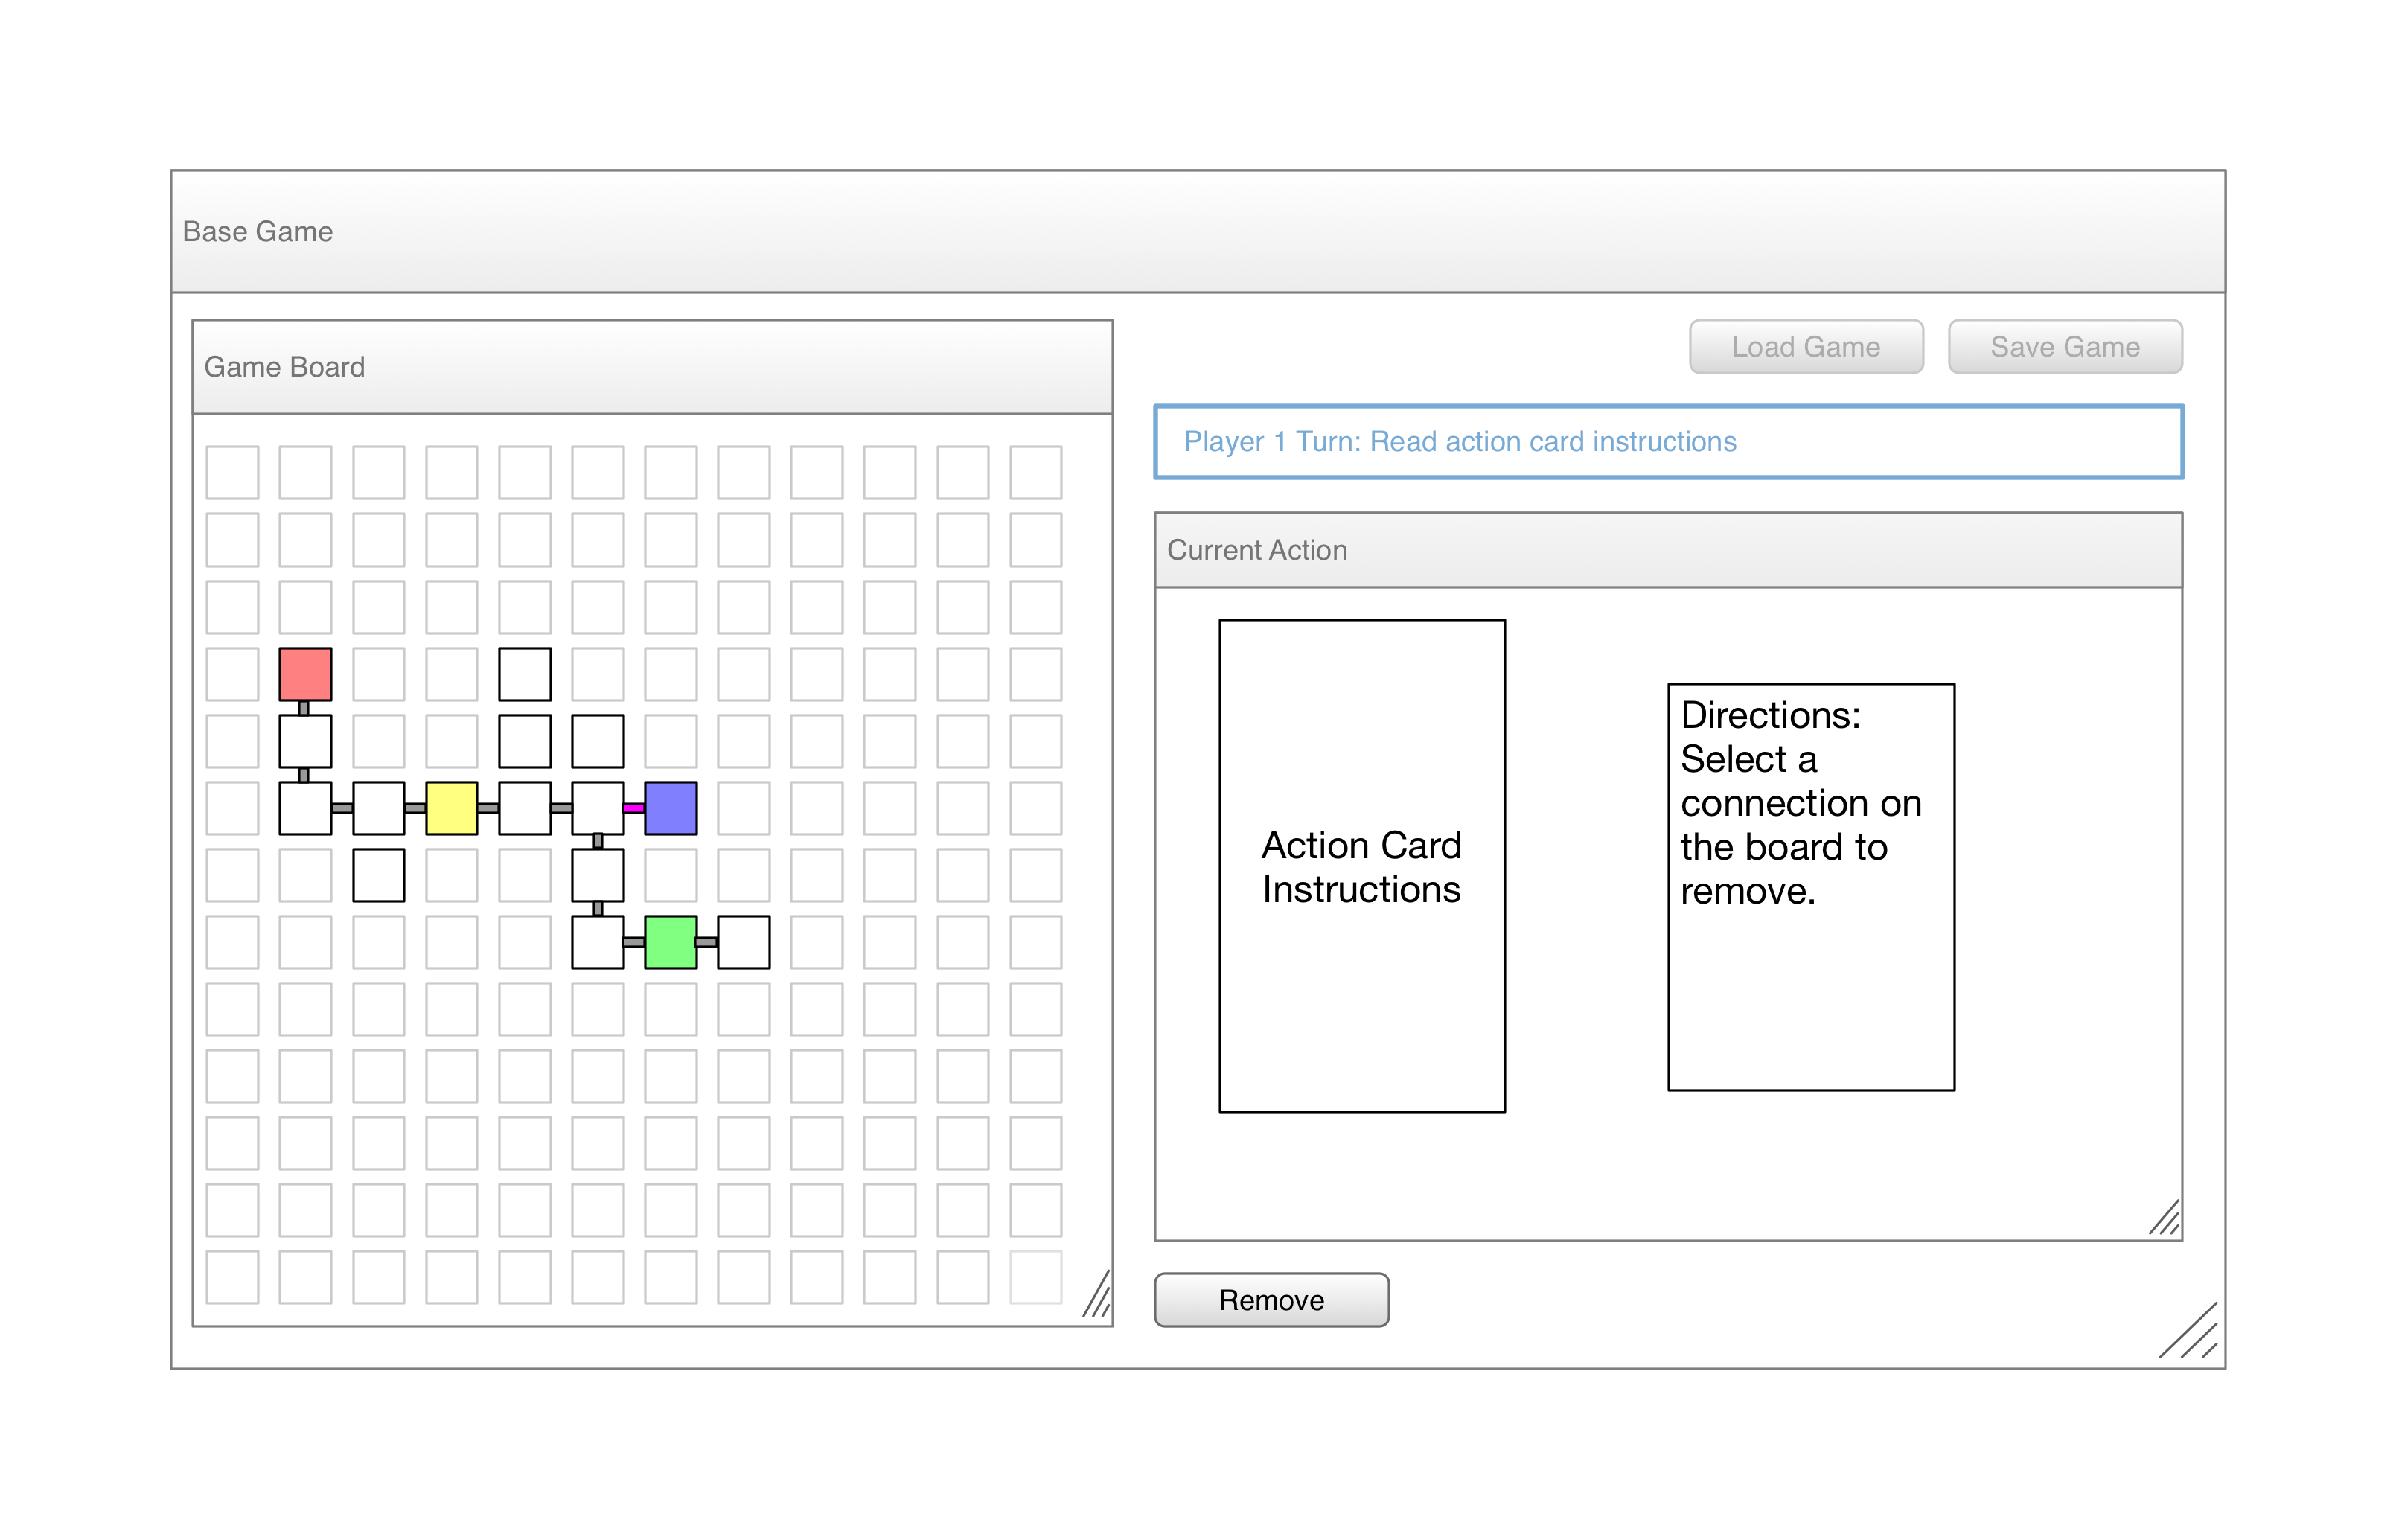 Base Game
Game Board
Load Game
Save Game
Player 1 Turn: Read action card instructions
Current Action
Action Card
Instructions
Directions:
Select a
connection on
the board to
remove.
Remove